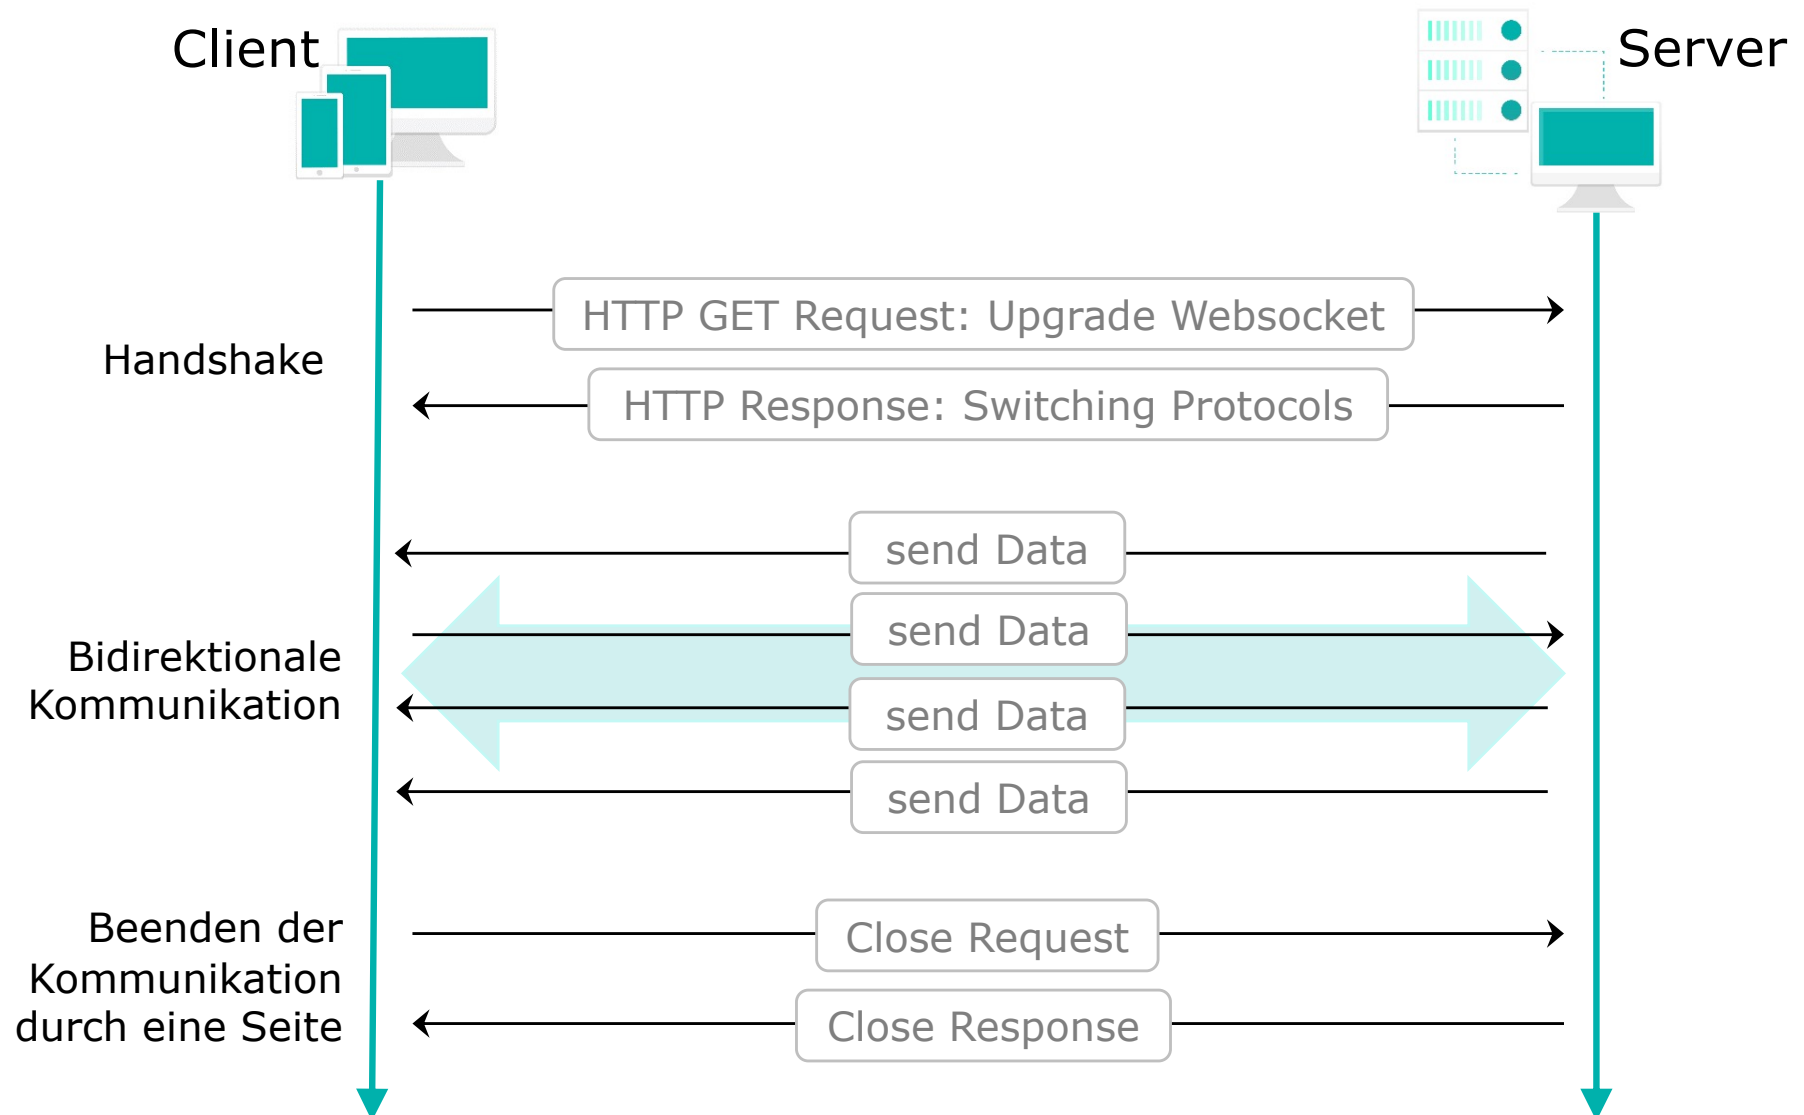 Client
Server
HTTP GET Request: Upgrade Websocket
Handshake
HTTP Response: Switching Protocols
send Data
send Data
Bidirektionale
Kommunikation
send Data
send Data
Beenden der
Kommunikation
durch eine Seite
Close Request
Close Response